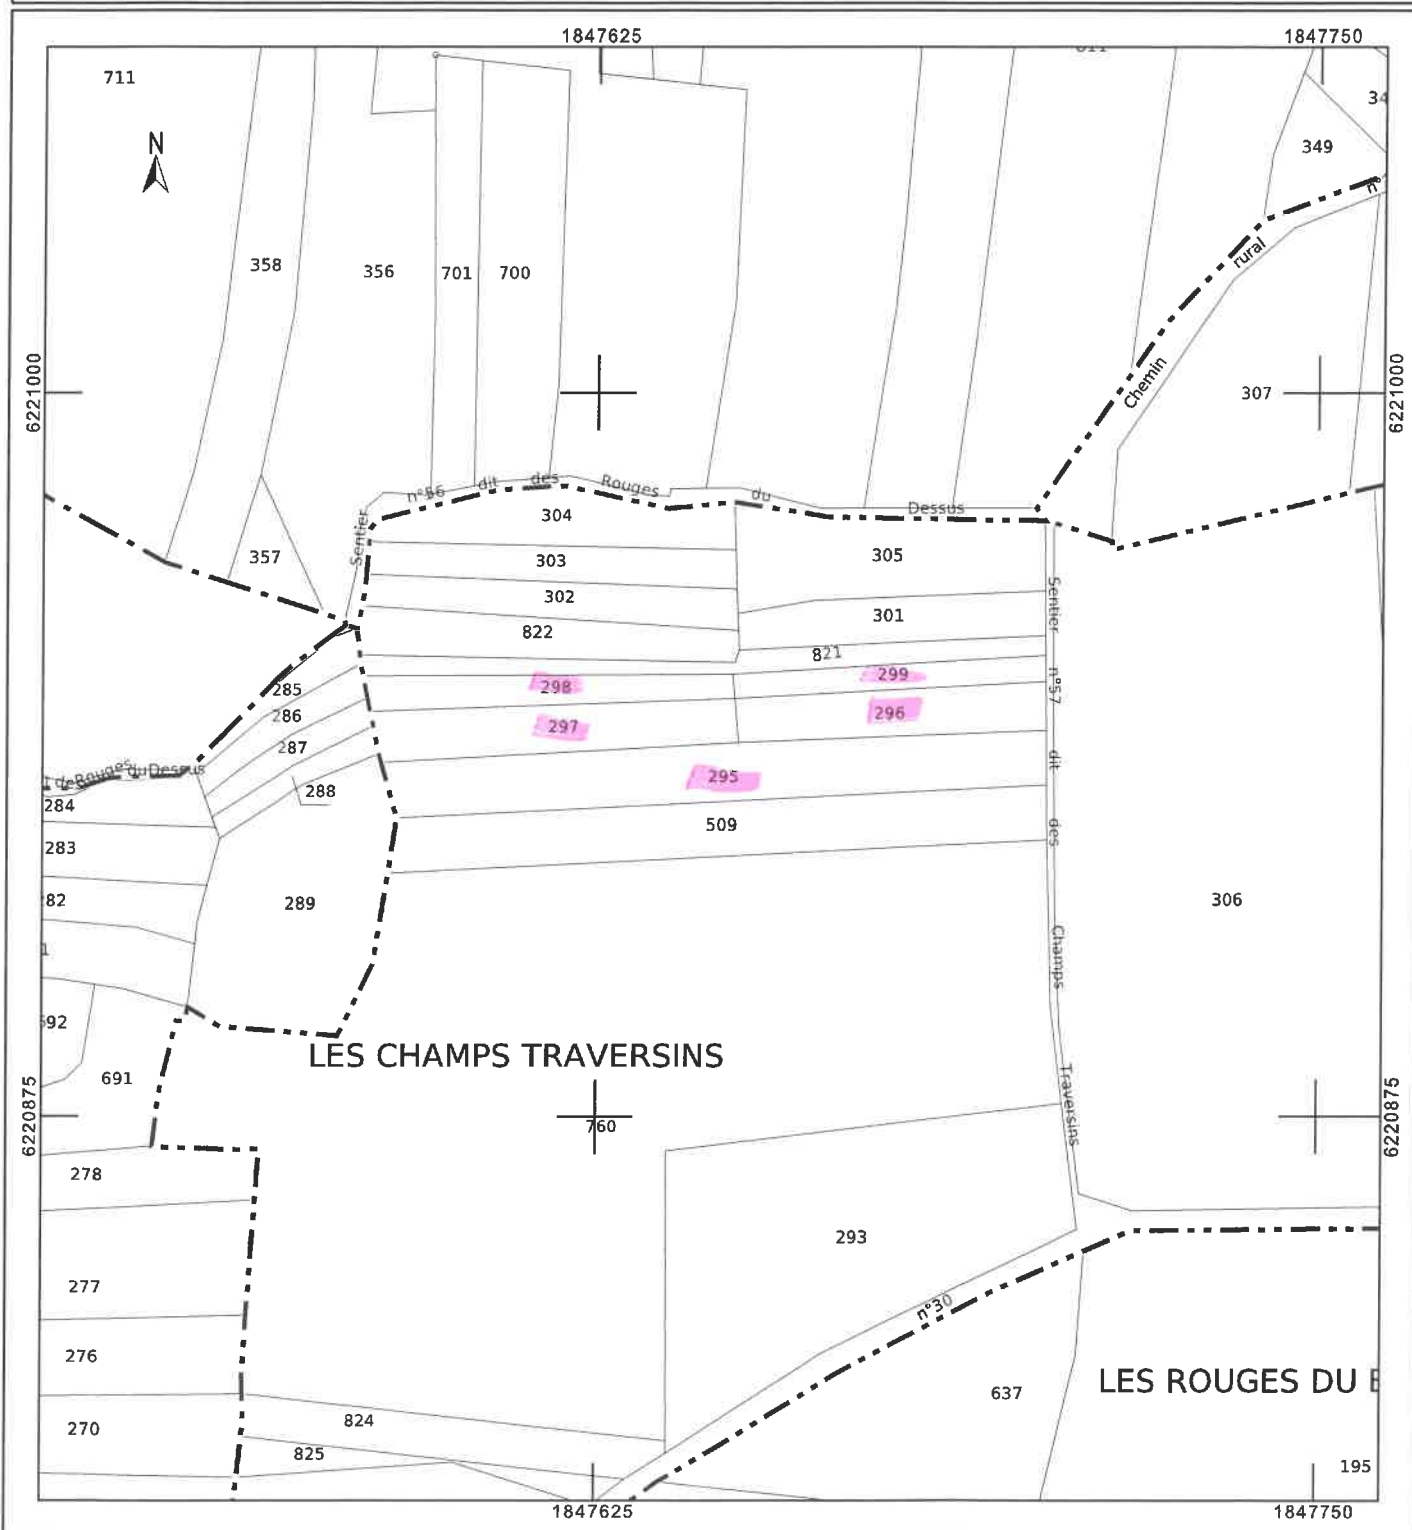 1847625 1847750
711
349
N
358 356 701 700
rural
6221000 6221000
Chemin
307
n°56 dit des Rouges du Dessus
304
Sentier
357
303
305
302
Sentier
301
822
821
285 298 299 n°57
286 297 296
287
dit
288 295
Rouges du Dessus
284
509 des
283
289 306
Champs
LES CHAMPS TRAVERSINS
691
Traversins
6220875 6220875
760
278
293
277
n°30
276
637 LES ROUGES DU
270 824
825
195
1847625 1847750